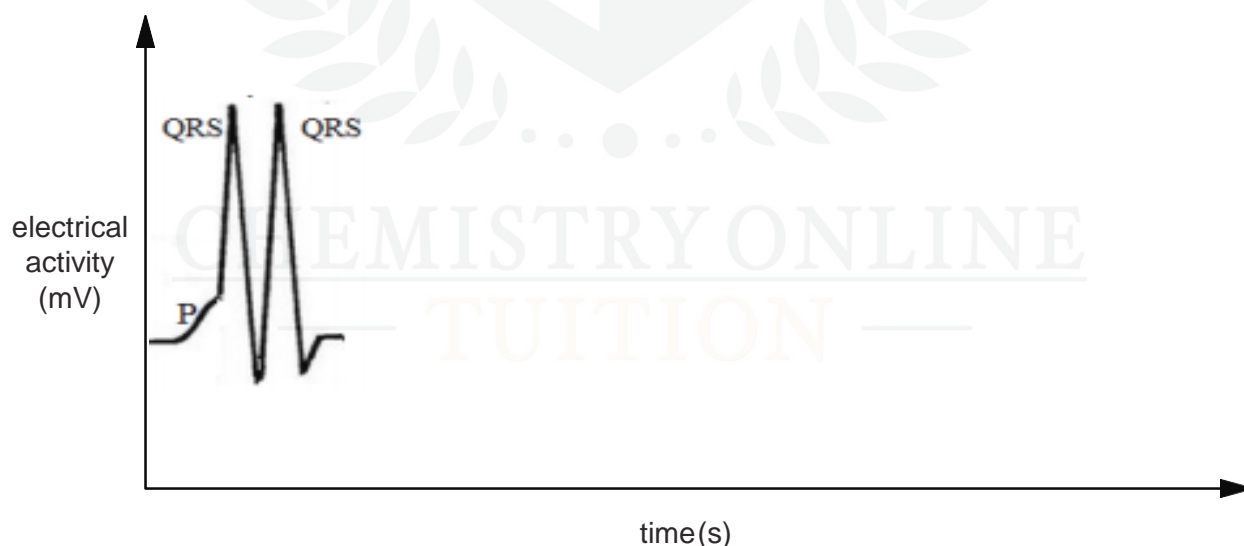 QRS QRS
CHEMISTRY ONLINE
electrical
activity
(mV)
P
TUITION
time (s)